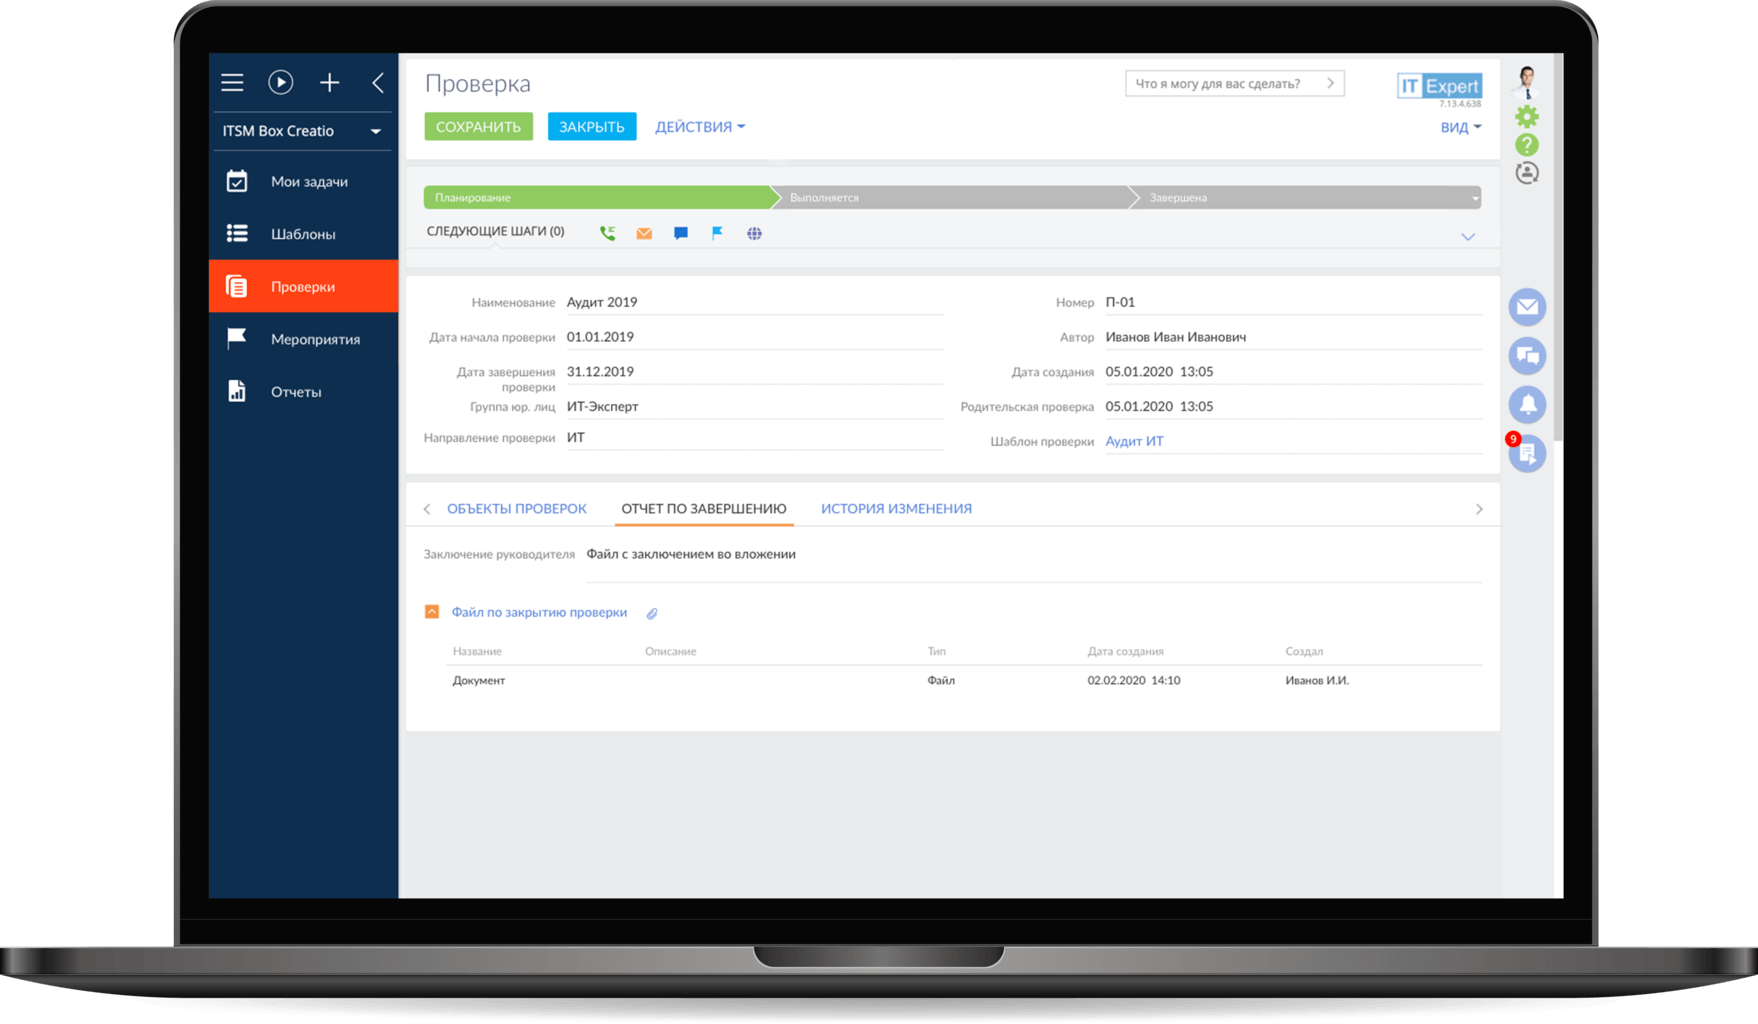 ITSM Box Creatio
Мои задачи
Шаблоны
Проверки
Мероприятия
Отчеты
Проверка
Что я могу для вас сделать?
IT Expert
7.13.4.638
СОХРАНИТЬ
ЗАКРЫТЬ
ДЕЙСТВИЯ
ВИД
?
Планирование
Выполняется
Завершена
СЛЕДУЮЩИЕ ШАГИ (0)
Наименование Аудит 2019
Дата начала проверки 01.01.2019
Дата завершения 31.12.2019
проверки
Группа юр. лиц ИТ-Эксперт
Направление проверки ИТ
Номер П-01
Автор Иванов Иван Иванович
Дата создания 05.01.2020 13:05
Родительская проверка 05.01.2020 13:05
Шаблон проверки Аудит ИТ
9
ОБЪЕКТЫ ПРОВЕРОК ОТЧЕТ ПО ЗАВЕРШЕНИЮ ИСТОРИЯ ИЗМЕНЕНИЯ
Заключение руководителя Файл с заключением во вложении
Файл по закрытию проверки
Название Описание Тип Дата создания Создал
Документ Файл 02.02.2020 14:10 Иванов И.И.